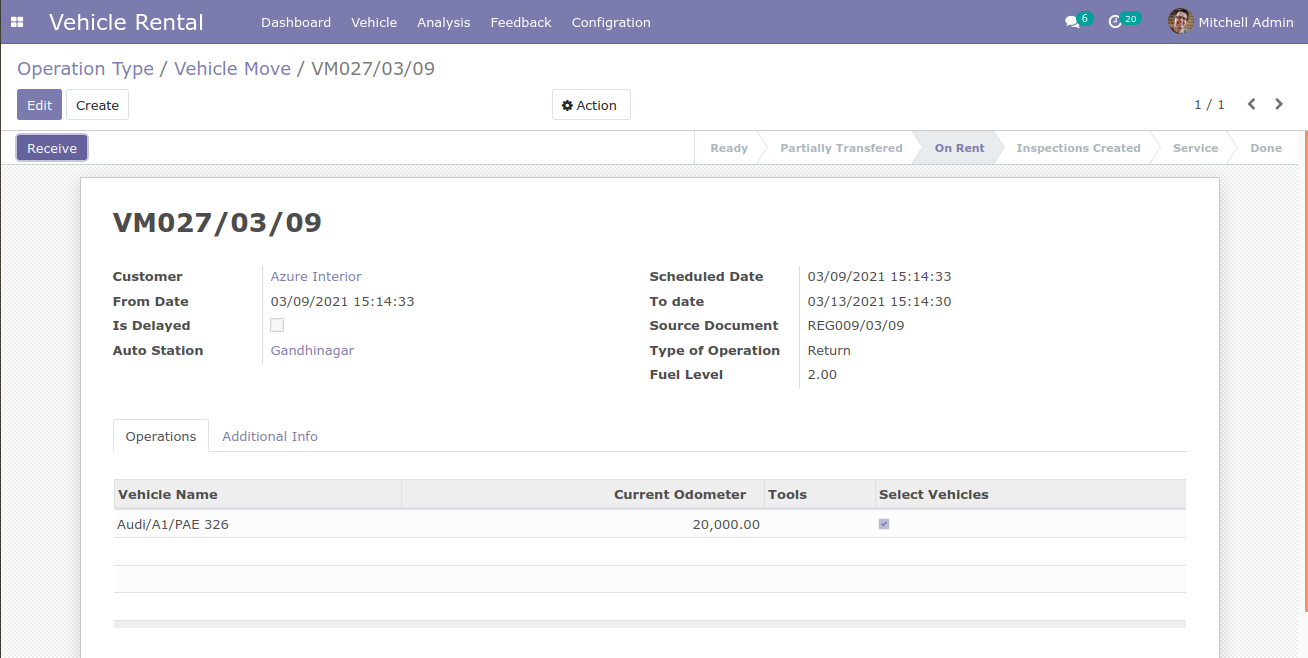 Vehicle Rental Dashboard Vehicle Analysis Feedback Configration 6 20 Mitchell Admin
Operation Type / Vehicle Move / VM027/03/09
Edit Create Action 1 / 1
Receive Ready Partially Transfered On Rent Inspections Created Service Done
VM027/03/09
Customer Azure Interior Scheduled Date 03/09/2021 15:14:33
From Date 03/09/2021 15:14:33 To date 03/13/2021 15:14:30
Is Delayed Source Document REG009/03/09
Auto Station Gandhinagar Type of Operation Return
Fuel Level 2.00
Operations Additional Info
Vehicle Name Current Odometer Tools Select Vehicles
Audi/A1/PAE 326 20,000.00